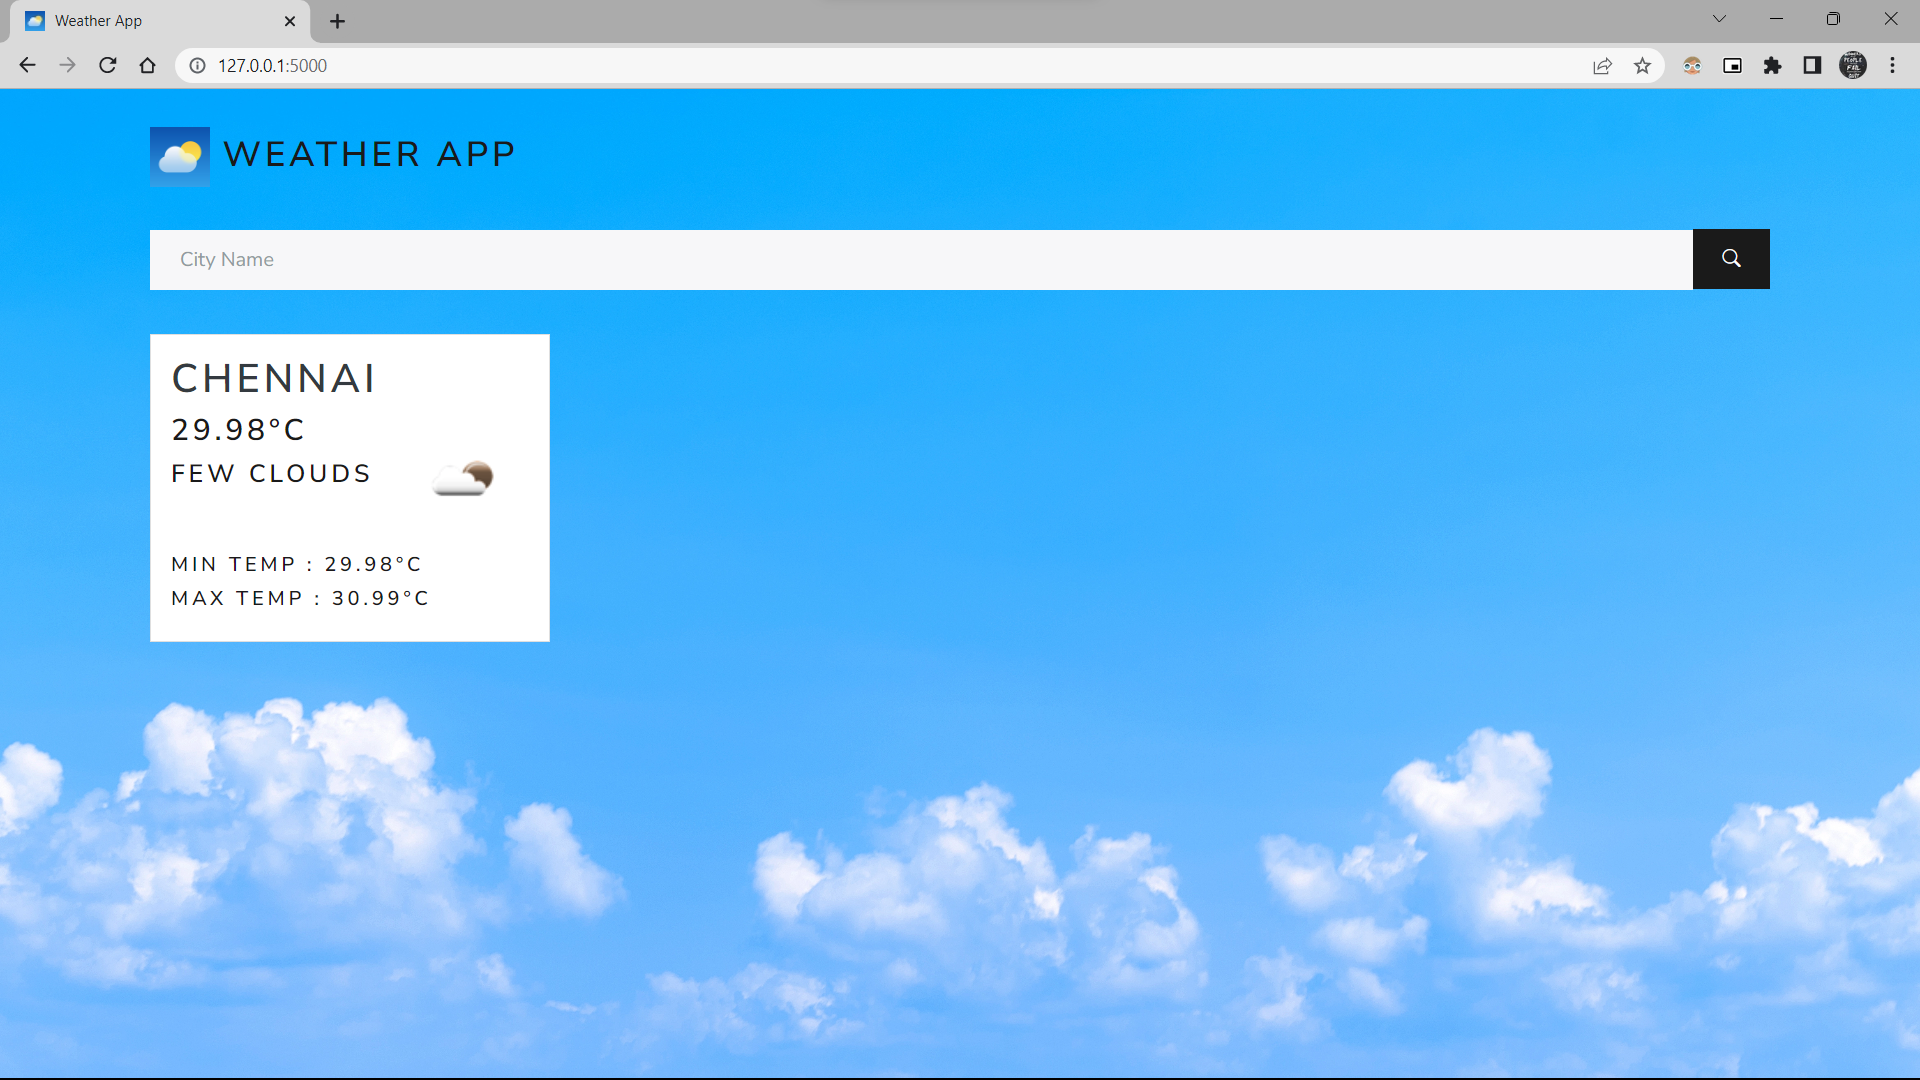 Weather App
127.0.0.1:5000
WEATHER APP
City Name
CHENNAI
29.98°C
FEW CLOUDS
MIN TEMP : 29.98°C
MAX TEMP : 30.99°C